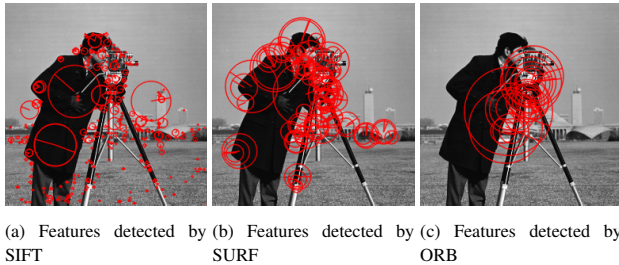 (a) Features detected by
SIFT
(b) Features detected by
SURF
(c) Features detected by
ORB